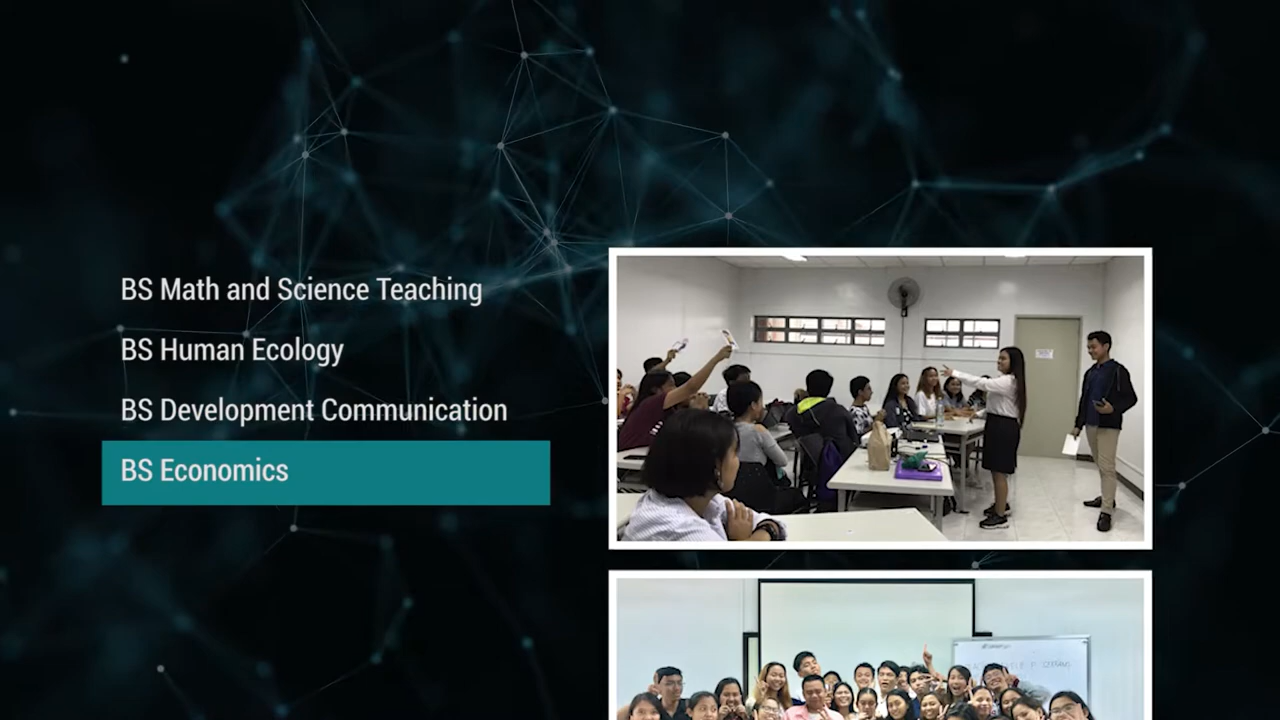 BS Math and Science Teaching
BS Human Ecology
BS Development Communication
BS Economics